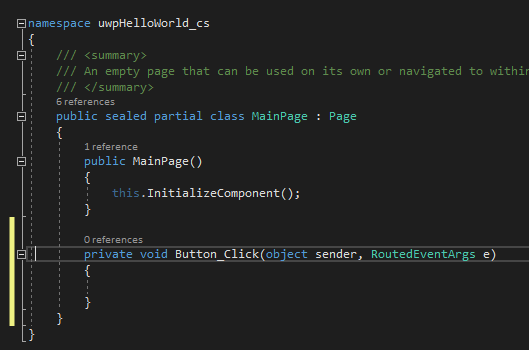 namespace uwpHelloWorld_cs
{
/// <summary>
/// An empty page that can be used on its own or navigated to within
/// </summary>
6 references
public sealed partial class MainPage : Page
{
1 reference
public MainPage()
{
this.InitializeComponent();
}
0 references
private void Button_Click(object sender, RoutedEventArgs e)
{
}
}
}